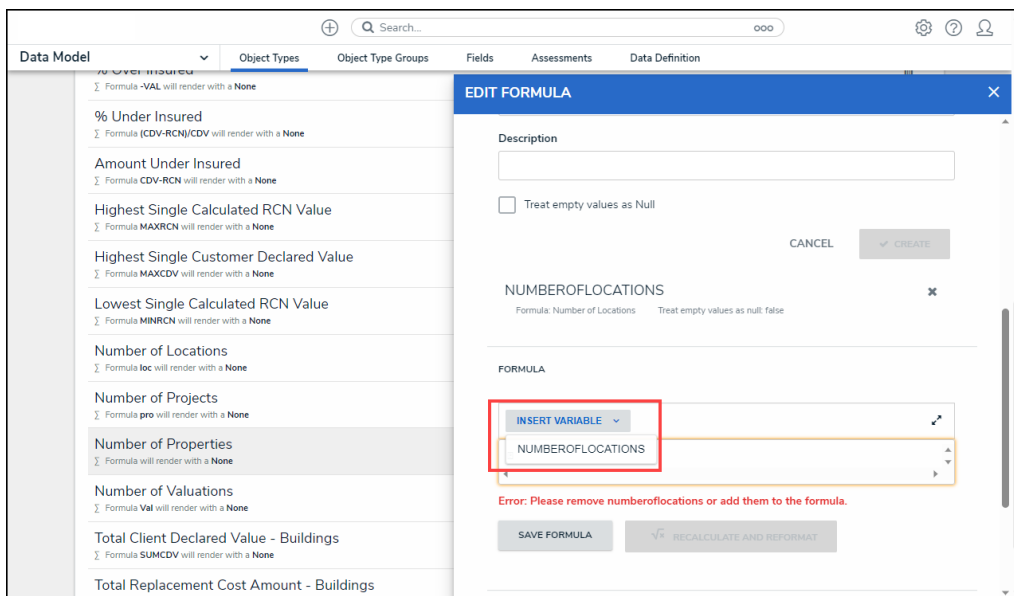 Search...
Data Model
Object Types
Object Type Groups
Fields
Assessments
Data Definition
% Over Insured
∑ Formula -VAL will render with a None
% Under Insured
∑ Formula (CDV-RCN)/CDV will render with a None
Amount Under Insured
∑ Formula CDV-RCN will render with a None
Highest Single Calculated RCN Value
∑ Formula MAXRCN will render with a None
Highest Single Customer Declared Value
∑ Formula MAXCDV will render with a None
Lowest Single Calculated RCN Value
∑ Formula MINRCN will render with a None
Number of Locations
∑ Formula loc will render with a None
Number of Projects
∑ Formula pro will render with a None
Number of Properties
∑ Formula will render with a None
Number of Valuations
∑ Formula Val will render with a None
Total Client Declared Value - Buildings
∑ Formula SUMCDV will render with a None
Total Replacement Cost Amount - Buildings
EDIT FORMULA
Description
Treat empty values as Null
CANCEL
CREATE
NUMBEROFLOCATIONS
Formula: Number of Locations Treat empty values as null: false
FORMULA
INSERT VARIABLE
NUMBEROFLOCATIONS
Error: Please remove numberoflocations or add them to the formula.
SAVE FORMULA
RECALCULATE AND REFORMAT